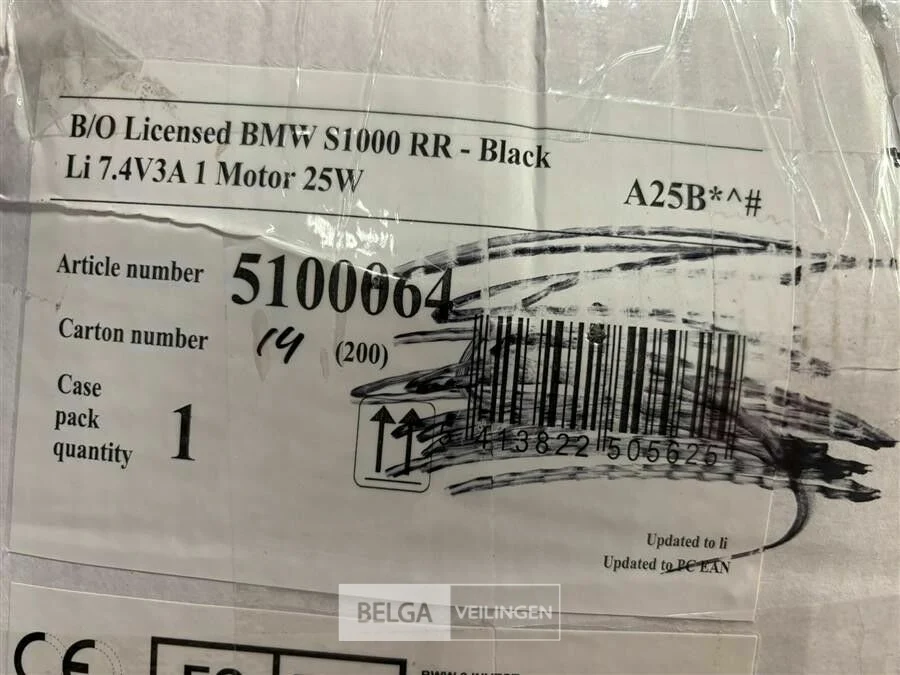 B/O Licensed BMW S1000 RR - Black
Li 7.4V3A 1 Motor 25W
A25B*^#
Article number 5100064
Carton number 14 (200)
Case
pack
quantity 1
413822 505625
Updated to li
Updated to PC EAN
BELGA VEILINGEN
CE